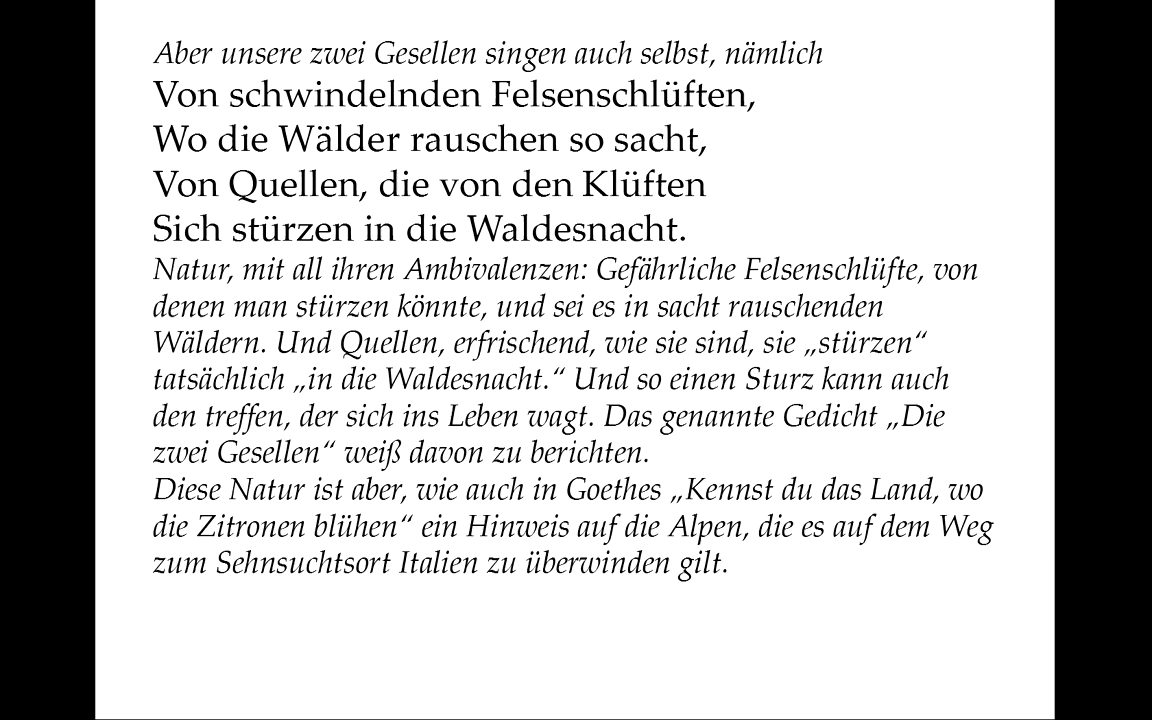 Aber unsere zwei Gesellen singen auch selbst, nämlich
Von schwindelnden Felsenschlüften,
Wo die Wälder rauschen so sacht,
Von Quellen, die von den Klüften
Sich stürzen in die Waldesnacht.
Natur, mit all ihren Ambivalenzen: Gefährliche Felsenschlüfte, von
denen man stürzen könnte, und sei es in sacht rauschenden
Wäldern. Und Quellen, erfrischend, wie sie sind, sie „stürzen“
tatsächlich „in die Waldesnacht.“ Und so einen Sturz kann auch
den treffen, der sich ins Leben wagt. Das genannte Gedicht „Die
zwei Gesellen“ weiß davon zu berichten.
Diese Natur ist aber, wie auch in Goethes „Kennst du das Land, wo
die Zitronen blühen“ ein Hinweis auf die Alpen, die es auf dem Weg
zum Sehnsuchtsort Italien zu überwinden gilt.